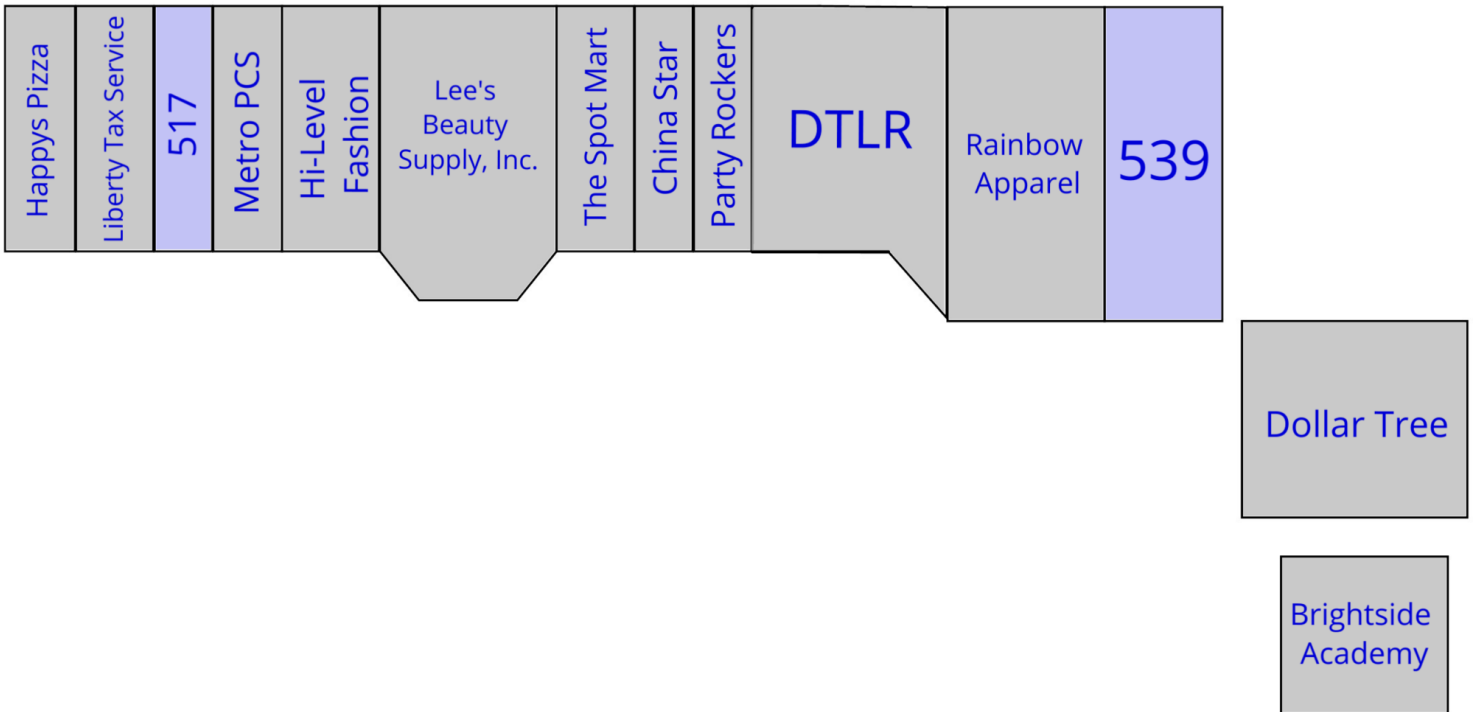 Happys Pizza
Liberty Tax Service
517
Metro PCS
Hi-Level
Fashion
Lee's
Beauty
Supply, Inc.
The Spot Mart
China Star
Party Rockers
DTLR
Rainbow
Apparel
539
Dollar Tree
Brightside
Academy